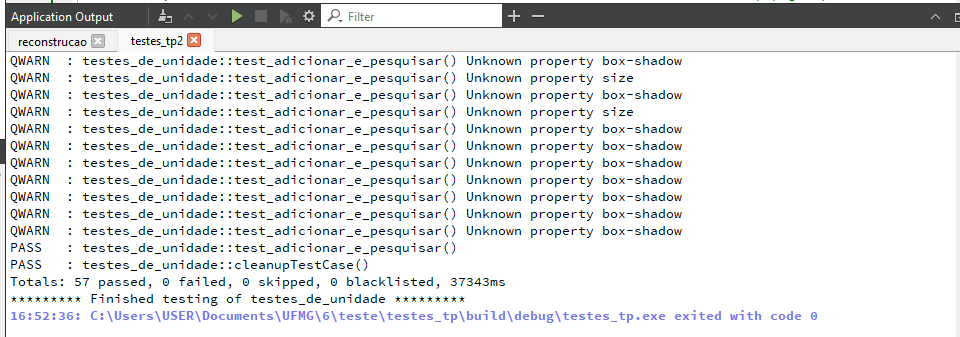 Application Output
Filter
reconstrucao
testes_tp2
QWARN  : testes_de_unidade::test_adicionar_e_pesquisar() Unknown property box-shadow
QWARN  : testes_de_unidade::test_adicionar_e_pesquisar() Unknown property size
QWARN  : testes_de_unidade::test_adicionar_e_pesquisar() Unknown property box-shadow
QWARN  : testes_de_unidade::test_adicionar_e_pesquisar() Unknown property size
QWARN  : testes_de_unidade::test_adicionar_e_pesquisar() Unknown property box-shadow
QWARN  : testes_de_unidade::test_adicionar_e_pesquisar() Unknown property box-shadow
QWARN  : testes_de_unidade::test_adicionar_e_pesquisar() Unknown property box-shadow
QWARN  : testes_de_unidade::test_adicionar_e_pesquisar() Unknown property box-shadow
QWARN  : testes_de_unidade::test_adicionar_e_pesquisar() Unknown property box-shadow
QWARN  : testes_de_unidade::test_adicionar_e_pesquisar() Unknown property box-shadow
QWARN  : testes_de_unidade::test_adicionar_e_pesquisar() Unknown property box-shadow
PASS   : testes_de_unidade::test_adicionar_e_pesquisar()
PASS   : testes_de_unidade::cleanupTestCase()
Totals: 57 passed, 0 failed, 0 skipped, 0 blacklisted, 37343ms
********* Finished testing of testes_de_unidade *********
16:52:36: C:\Users\USER\Documents\UFMG\6\teste\testes_tp\build\debug\testes_tp.exe exited with code 0